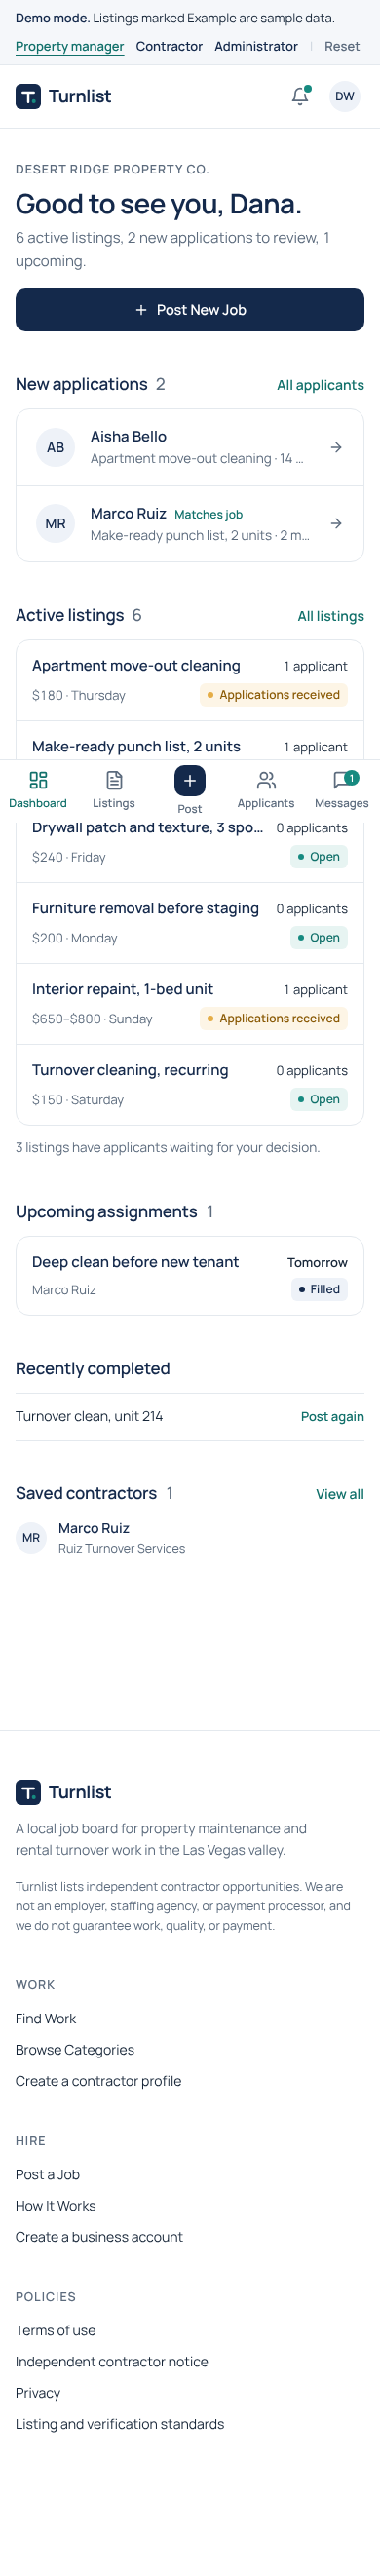 Demo mode. Listings marked Example are sample data.
Property manager Contractor Administrator Reset
Turnlist
DW
DESERT RIDGE PROPERTY CO.
Good to see you, Dana.
6 active listings, 2 new applications to review, 1
upcoming.
+ Post New Job
New applications 2 All applicants
AB Aisha Bello
Apartment move-out cleaning · 14 ...
MR Marco Ruiz Matches job
Make-ready punch list, 2 units · 2 m...
Active listings 6 All listings
Apartment move-out cleaning 1 applicant
$180 · Thursday Applications received
Make-ready punch list, 2 units 1 applicant
Dashboard Listings Post Applicants Messages 1
Drywall patch and texture, 3 spo... 0 applicants
$240 · Friday Open
Furniture removal before staging 0 applicants
$200 · Monday Open
Interior repaint, 1-bed unit 1 applicant
$650–$800 · Sunday Applications received
Turnover cleaning, recurring 0 applicants
$150 · Saturday Open
3 listings have applicants waiting for your decision.
Upcoming assignments 1
Deep clean before new tenant Tomorrow
Marco Ruiz Filled
Recently completed
Turnover clean, unit 214 Post again
Saved contractors 1 View all
MR Marco Ruiz
Ruiz Turnover Services
Turnlist
A local job board for property maintenance and
rental turnover work in the Las Vegas valley.
Turnlist lists independent contractor opportunities. We are
not an employer, staffing agency, or payment processor, and
we do not guarantee work, quality, or payment.
WORK
Find Work
Browse Categories
Create a contractor profile
HIRE
Post a Job
How It Works
Create a business account
POLICIES
Terms of use
Independent contractor notice
Privacy
Listing and verification standards